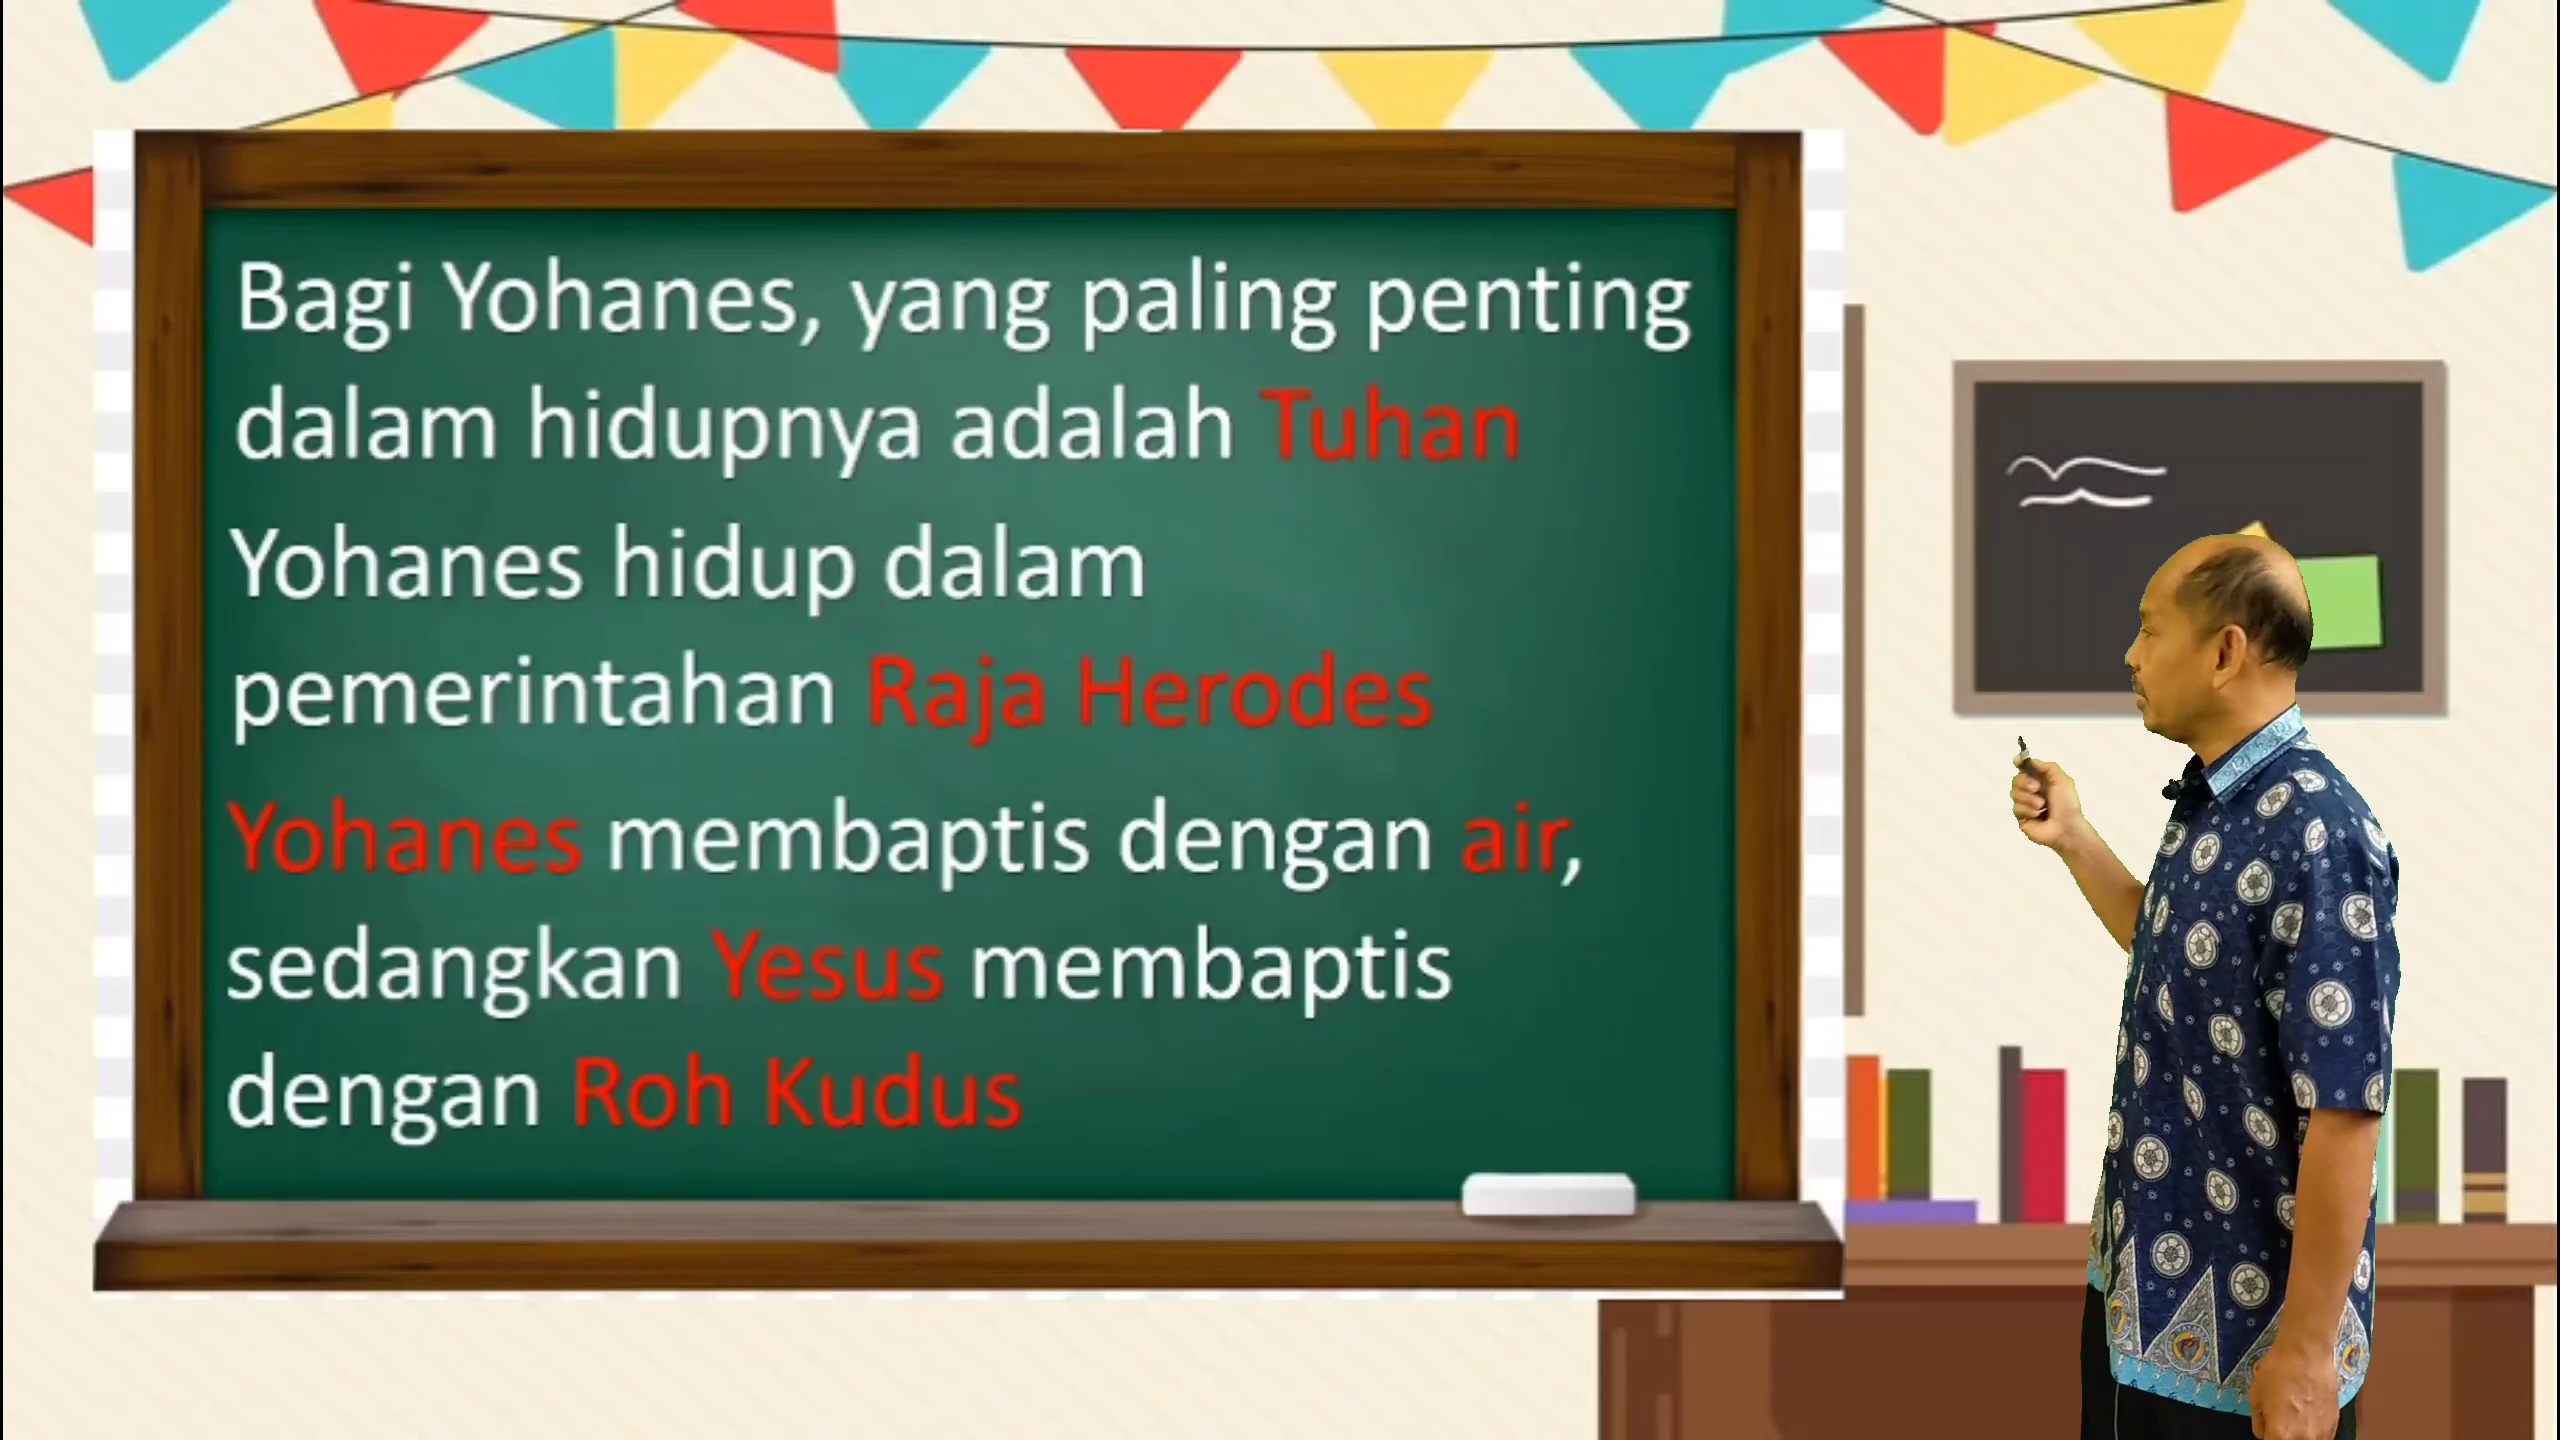 Bagi Yohanes, yang paling penting
dalam hidupnya adalah Tuhan
Yohanes hidup dalam
pemerintahan Raja Herodes
Yohanes membaptis dengan air,
sedangkan Yesus membaptis
dengan Roh Kudus